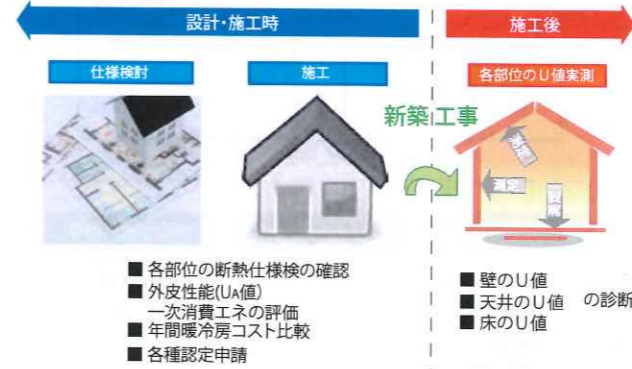 設計・施工時
施工後
仕様検討
施工
各部位のU値実測
新築工事
測定
■ 各部位の断熱仕様検の確認
■ 外皮性能(UA値)
一次消費エネの評価
■ 年間暖冷房コスト比較
■ 各種認定申請
■ 壁のU値
■ 天井のU値 の診断
■ 床のU値